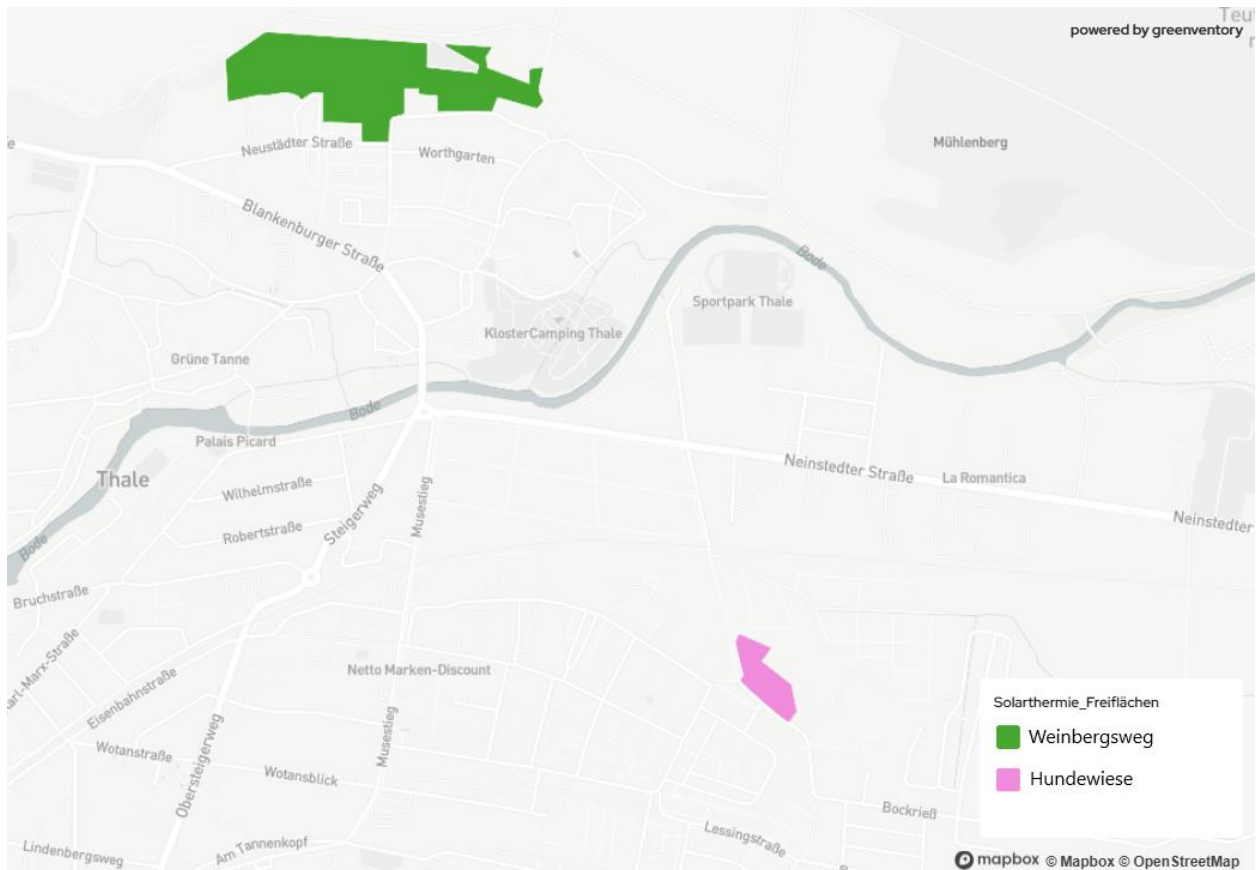 Teuf
powered by greenventory
Mühlenberg
Neustädter Straße
Worthgarten
Blankenburger Straße
Bode
Sportpark Thale
KlosterCamping Thale
Grüne Tanne
Bode
Palais Picard
Thale
Neinstedter Straße
La Romantica
Wilhelmstraße
Steigerweg
Musestieg
Neinstedter
Robertstraße
Bode
Bruchstraße
Karl-Marx-Straße
Netto Marken-Discount
Eisenbahnstraße
Musestieg
Obersteigerweg
Wotanstraße
Wotansblick
Solarthermie_Freiflächen
Weinbergsweg
Hundewiese
Bockrieß
Lessingstraße
Am Tannenkopf
Lindenbergsweg
mapbox © Mapbox © OpenStreetMap